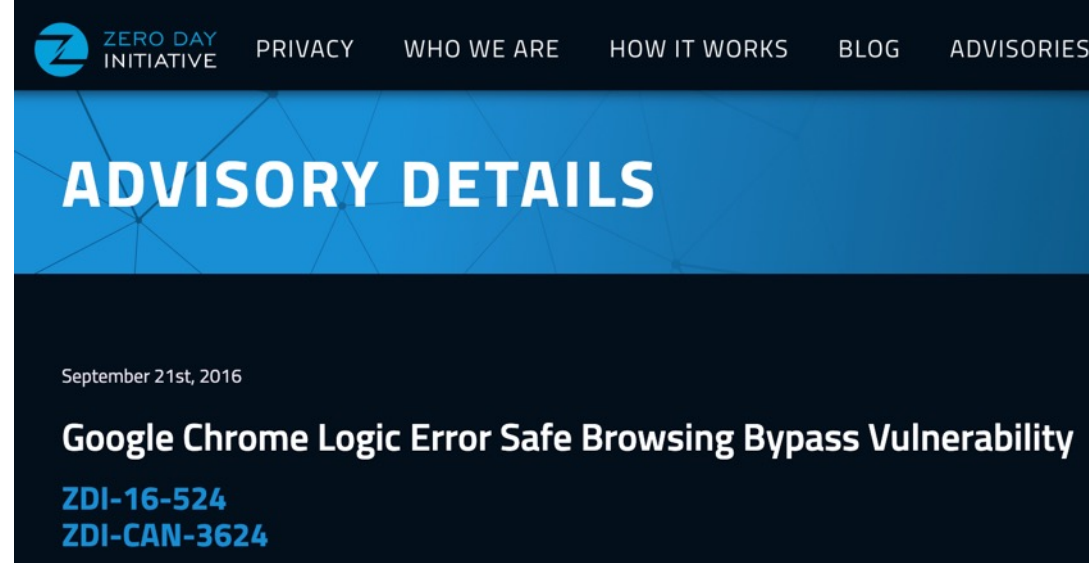 ZERO DAY
INITIATIVE
PRIVACY WHO WE ARE HOW IT WORKS BLOG ADVISORIES
ADVISORY DETAILS
September 21st, 2016
Google Chrome Logic Error Safe Browsing Bypass Vulnerability
ZDI-16-524
ZDI-CAN-3624